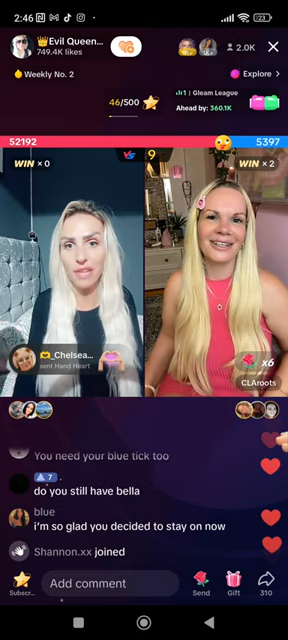 2:46
23
Evil Queen...
749.4K likes
2.0K
Weekly No. 2
Explore >
46/500
1 | Gleam League
Ahead by: 360.1K
52192
5397
WIN × 0
VS 9
WIN × 2
_Chelsea...
sent Hand Heart
x6
CLAroots
You need your blue tick too
7
do you still have bella
blue
i'm so glad you decided to stay on now
Shannon.xx joined
Add comment
Subscr...
Send
Gift
310